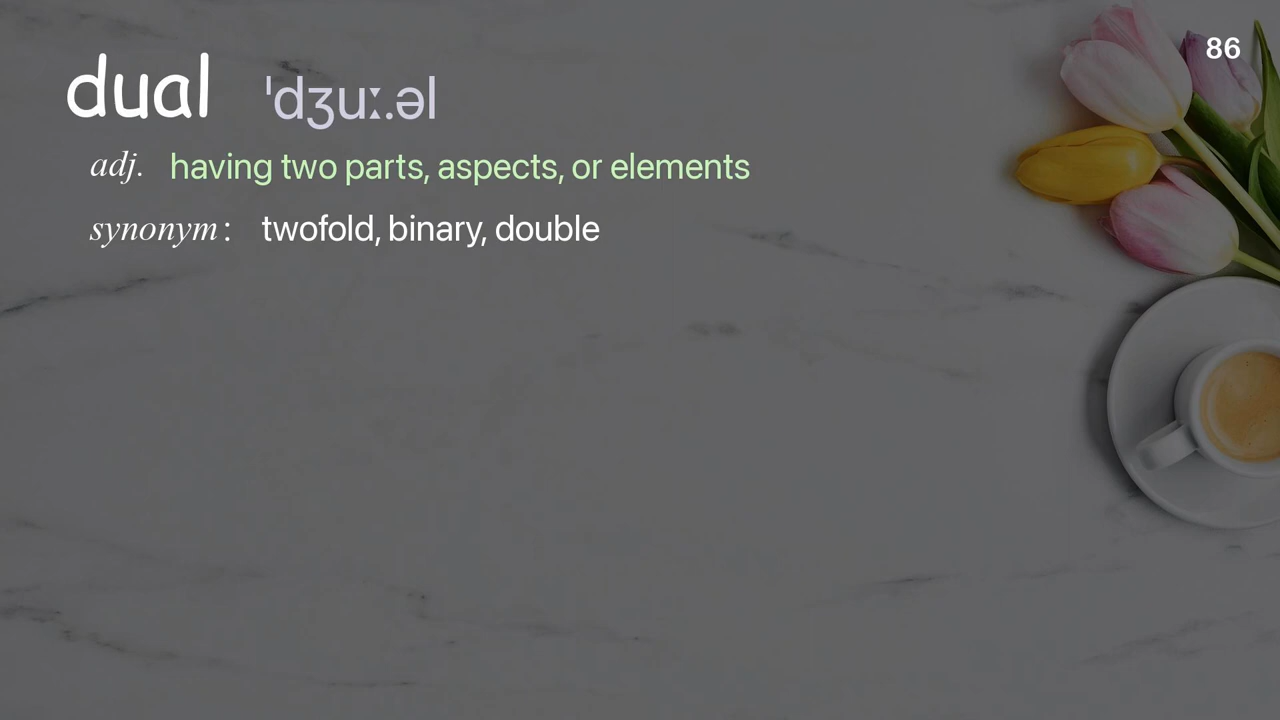 86
dual ˈdʒuː.əl
adj. having two parts, aspects, or elements
synonym: twofold, binary, double